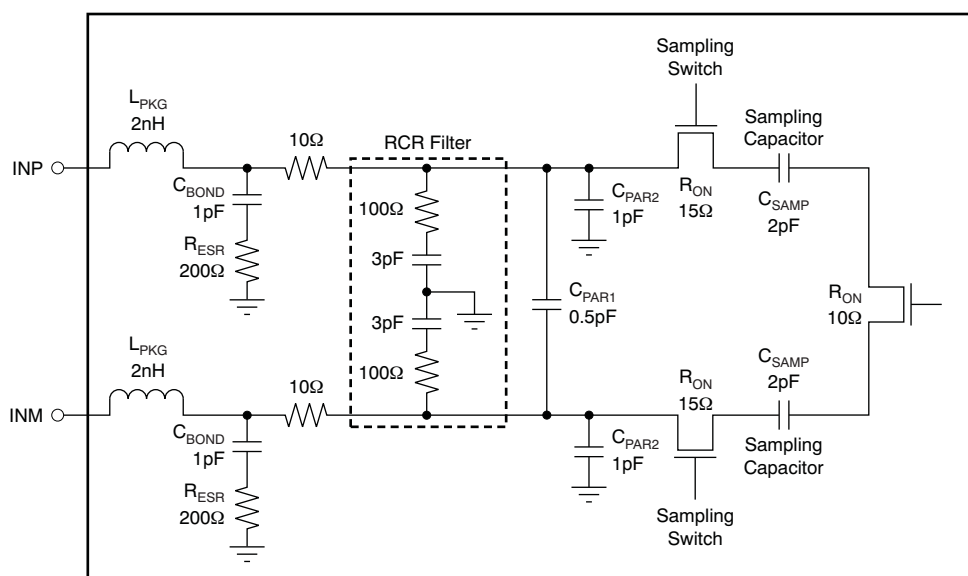 Sampling
Switch
L_PKG
2nH
10Ω
RCR Filter
Sampling
Capacitor
INP
C_BOND
1pF
100Ω
C_PAR2
1pF
R_ON
15Ω
C_SAMP
2pF
R_ESR
200Ω
3pF
C_PAR1
0.5pF
R_ON
10Ω
3pF
L_PKG
2nH
10Ω
100Ω
R_ON
15Ω
C_SAMP
2pF
INM
C_BOND
1pF
C_PAR2
1pF
Sampling
Capacitor
R_ESR
200Ω
Sampling
Switch